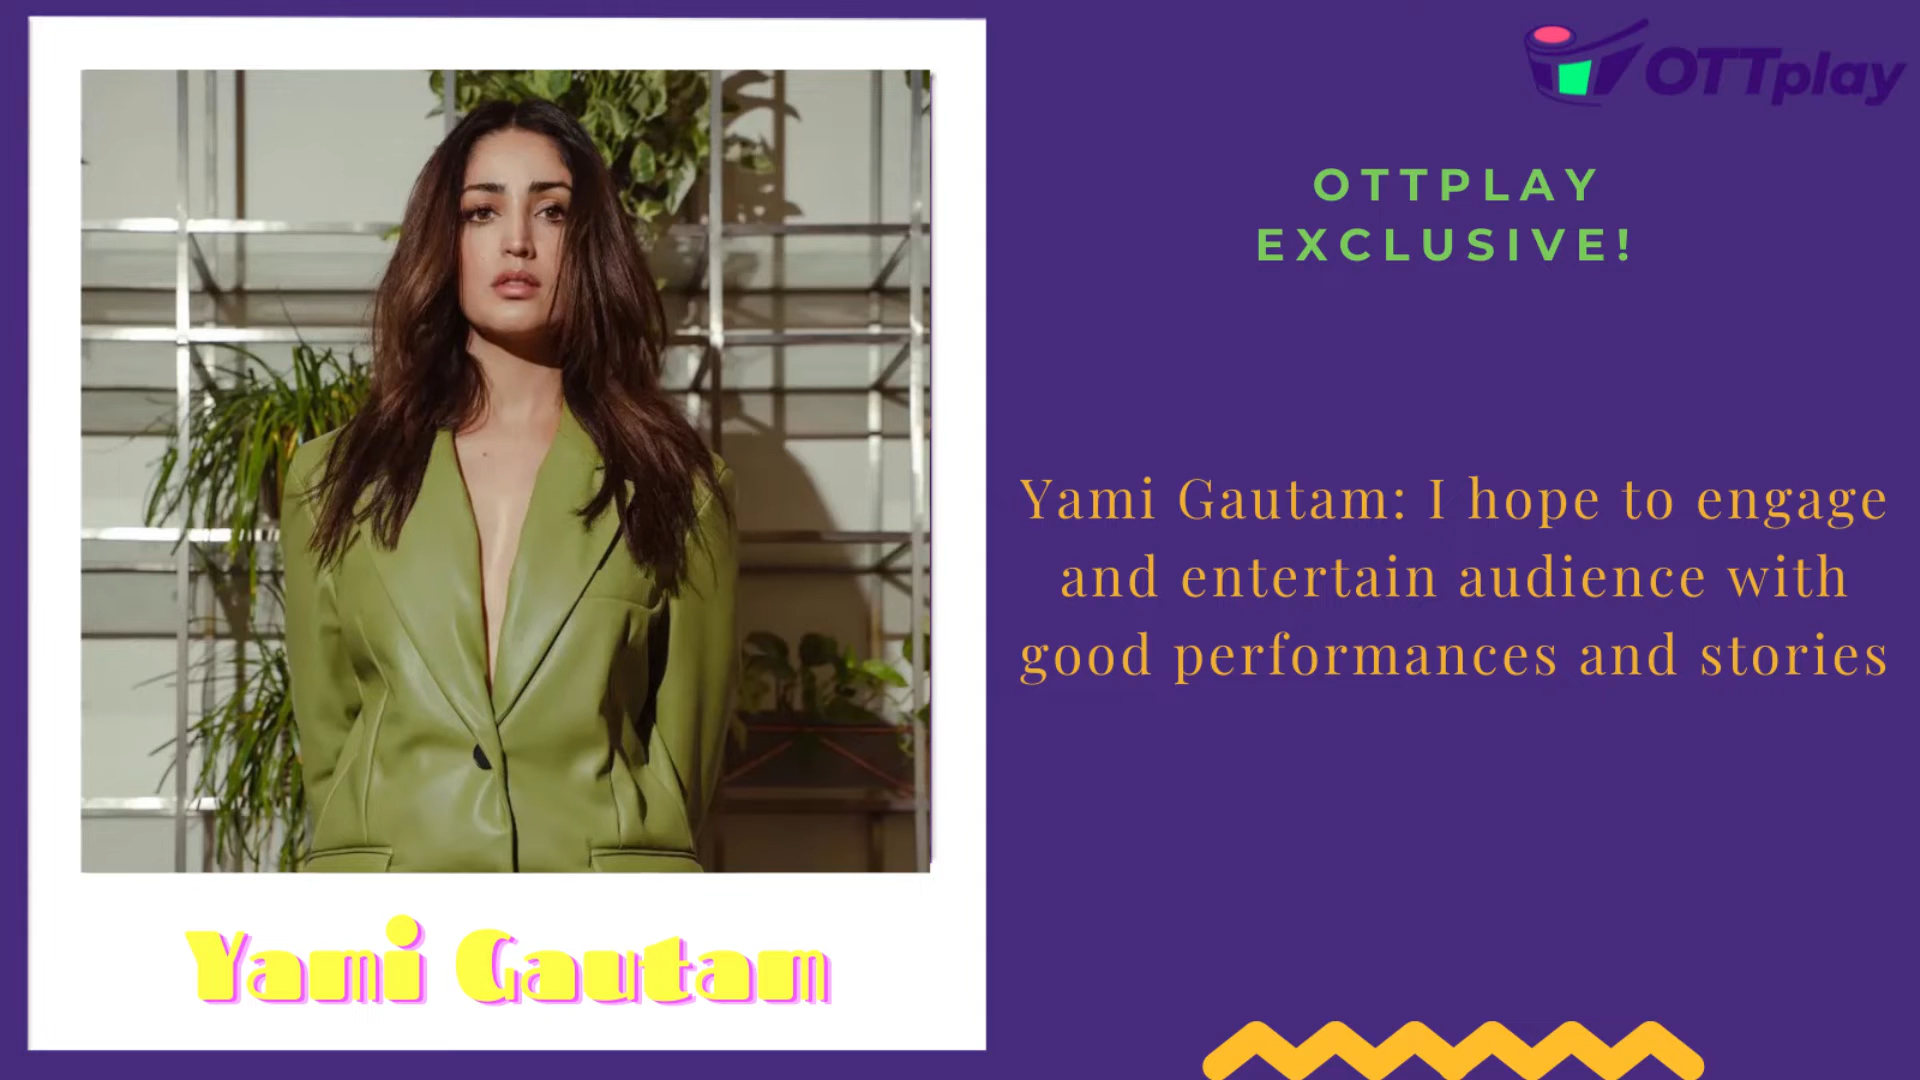 OTTplay
OTTPLAY
EXCLUSIVE!
Yami Gautam: I hope to engage
and entertain audience with
good performances and stories
Yami Gautam